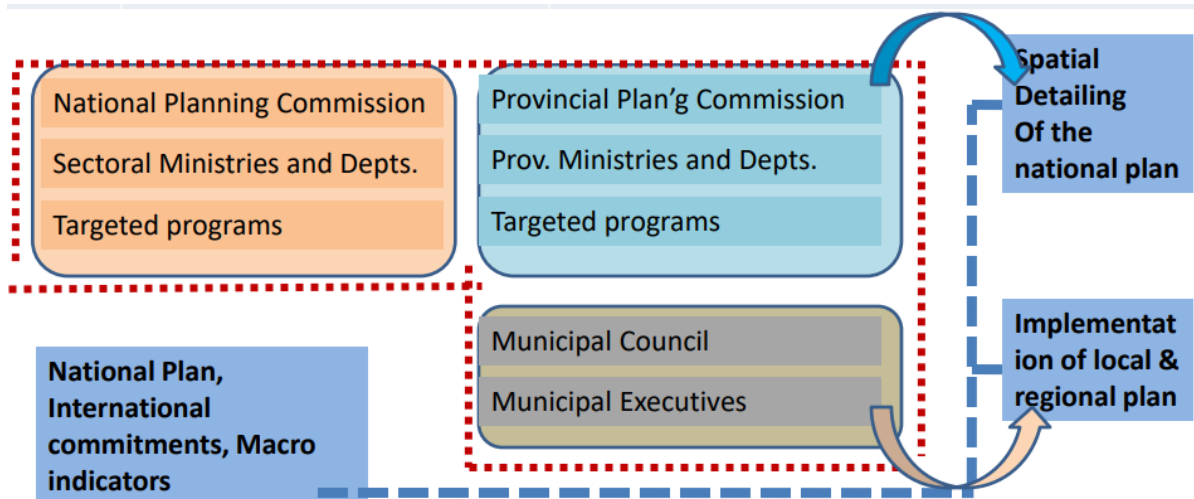 National Planning Commission
Sectoral Ministries and Depts.
Targeted programs
Provincial Plan’g Commission
Prov. Ministries and Depts.
Targeted programs
Spatial
Detailing
Of the
national plan
Municipal Council
Municipal Executives
Implementat
ion of local &
regional plan
National Plan,
International
commitments, Macro
indicators